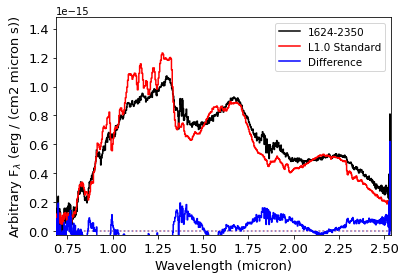 1e−15
1624-2350
L1.0 Standard
Difference
Arbitrary Fλ (erg / (cm2 micron s))
1.4
1.2
1.0
0.8
0.6
0.4
0.2
0.0
0.75 1.00 1.25 1.50 1.75 2.00 2.25 2.50
Wavelength (micron)